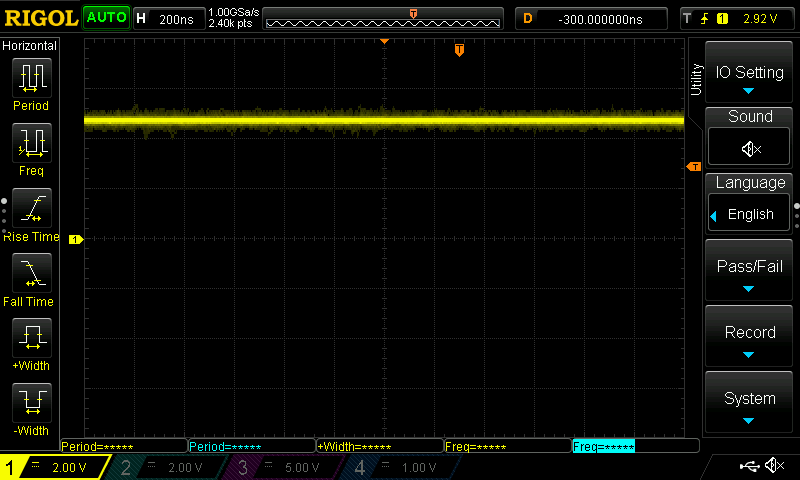 RIGOL AUTO H 200ns 1.00GSa/s 2.40k pts T D -300.000000ns T 1 2.92 V
Horizontal
Period
Freq
Rise Time
Fall Time
+Width
-Width
T
T
1
Utility
IO Setting
Sound
Language
English
Pass/Fail
Record
System
Period=***** Period=***** +Width=***** Freq=***** Freq=*****
1 2.00 V 2 2.00 V 3 5.00 V 4 1.00 V